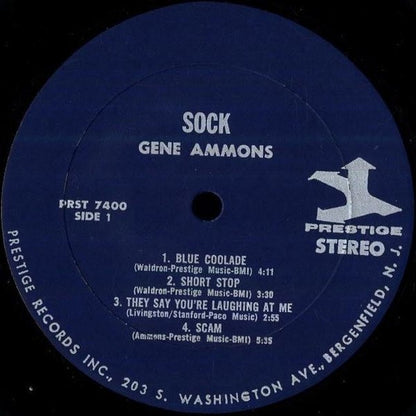 SOCK
GENE AMMONS
PRST 7400
SIDE 1
PRESTIGE
STEREO
1. BLUE COOLADE
(Waldron-Prestige Music-BMI) 4:11
2. SHORT STOP
(Waldron-Prestige Music-BMI) 3:30
3. THEY SAY YOU'RE LAUGHING AT ME
(Livingston/Stanford-Paco Music) 2:55
4. SCAM
(Ammons-Prestige Music-BMI) 5:35
PRESTIGE RECORDS INC., 203 S. WASHINGTON AVE., BERGENFIELD, N. J.